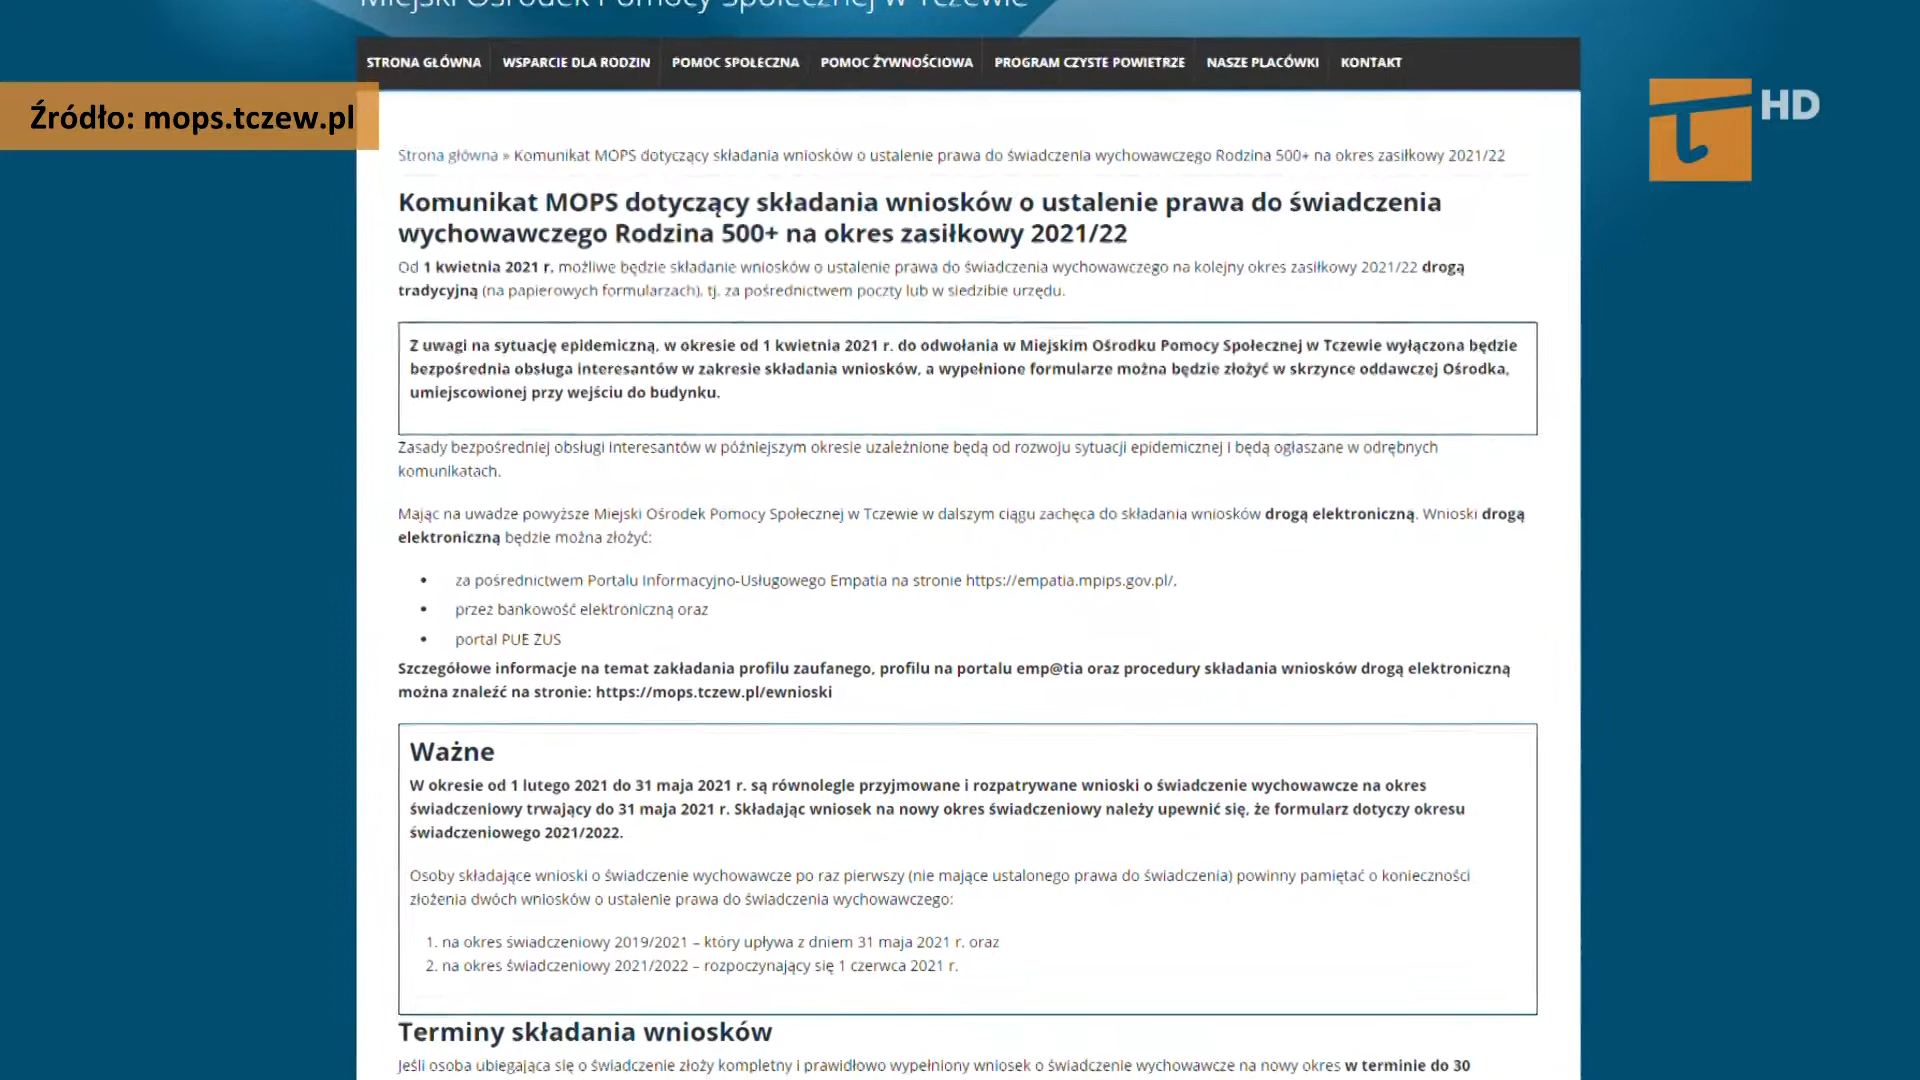 Miejski Ośrodek Pomocy Społecznej w Tczewie
STRONA GŁÓWNA WSPARCIE DLA RODZIN POMOC SPOŁECZNA POMOC ŻYWNOŚCIOWA PROGRAM CZYSTE POWIETRZE NASZE PLACÓWKI KONTAKT
Źródło: mops.tczew.pl
HD
Strona główna » Komunikat MOPS dotyczący składania wniosków o ustalenie prawa do świadczenia wychowawczego Rodzina 500+ na okres zasiłkowy 2021/22
Komunikat MOPS dotyczący składania wniosków o ustalenie prawa do świadczenia
wychowawczego Rodzina 500+ na okres zasiłkowy 2021/22
Od 1 kwietnia 2021 r. możliwe będzie składanie wniosków o ustalenie prawa do świadczenia wychowawczego na kolejny okres zasiłkowy 2021/22 drogą
tradycyjną (na papierowych formularzach), tj. za pośrednictwem poczty lub w siedzibie urzędu.
Z uwagi na sytuację epidemiczną, w okresie od 1 kwietnia 2021 r. do odwołania w Miejskim Ośrodku Pomocy Społecznej w Tczewie wyłączona będzie
bezpośrednia obsługa interesantów w zakresie składania wniosków, a wypełnione formularze można będzie złożyć w skrzynce oddawczej Ośrodka,
umiejscowionej przy wejściu do budynku.
Zasady bezpośredniej obsługi interesantów w późniejszym okresie uzależnione będą od rozwoju sytuacji epidemicznej i będą ogłaszane w odrębnych
komunikatach.
Mając na uwadze powyższe Miejski Ośrodek Pomocy Społecznej w Tczewie w dalszym ciągu zachęca do składania wniosków drogą elektroniczną. Wnioski drogą
elektroniczną będzie można złożyć:
• za pośrednictwem Portalu Informacyjno-Usługowego Empatia na stronie https://empatia.mpips.gov.pl/,
• przez bankowość elektroniczną oraz
• portal PUE ZUS
Szczegółowe informacje na temat zakładania profilu zaufanego, profilu na portalu emp@tia oraz procedury składania wniosków drogą elektroniczną
można znaleźć na stronie: https://mops.tczew.pl/ewnioski
Ważne
W okresie od 1 lutego 2021 do 31 maja 2021 r. są równolegle przyjmowane i rozpatrywane wnioski o świadczenie wychowawcze na okres
świadczeniowy trwający do 31 maja 2021 r. Składając wniosek na nowy okres świadczeniowy należy upewnić się, że formularz dotyczy okresu
świadczeniowego 2021/2022.
Osoby składające wnioski o świadczenie wychowawcze po raz pierwszy (nie mające ustalonego prawa do świadczenia) powinny pamiętać o konieczności
złożenia dwóch wniosków o ustalenie prawa do świadczenia wychowawczego:
1. na okres świadczeniowy 2019/2021 – który upływa z dniem 31 maja 2021 r. oraz
2. na okres świadczeniowy 2021/2022 – rozpoczynający się 1 czerwca 2021 r.
Terminy składania wniosków
Jeśli osoba ubiegająca się o świadczenie złoży kompletny i prawidłowo wypełniony wniosek o świadczenie wychowawcze na nowy okres w terminie do 30